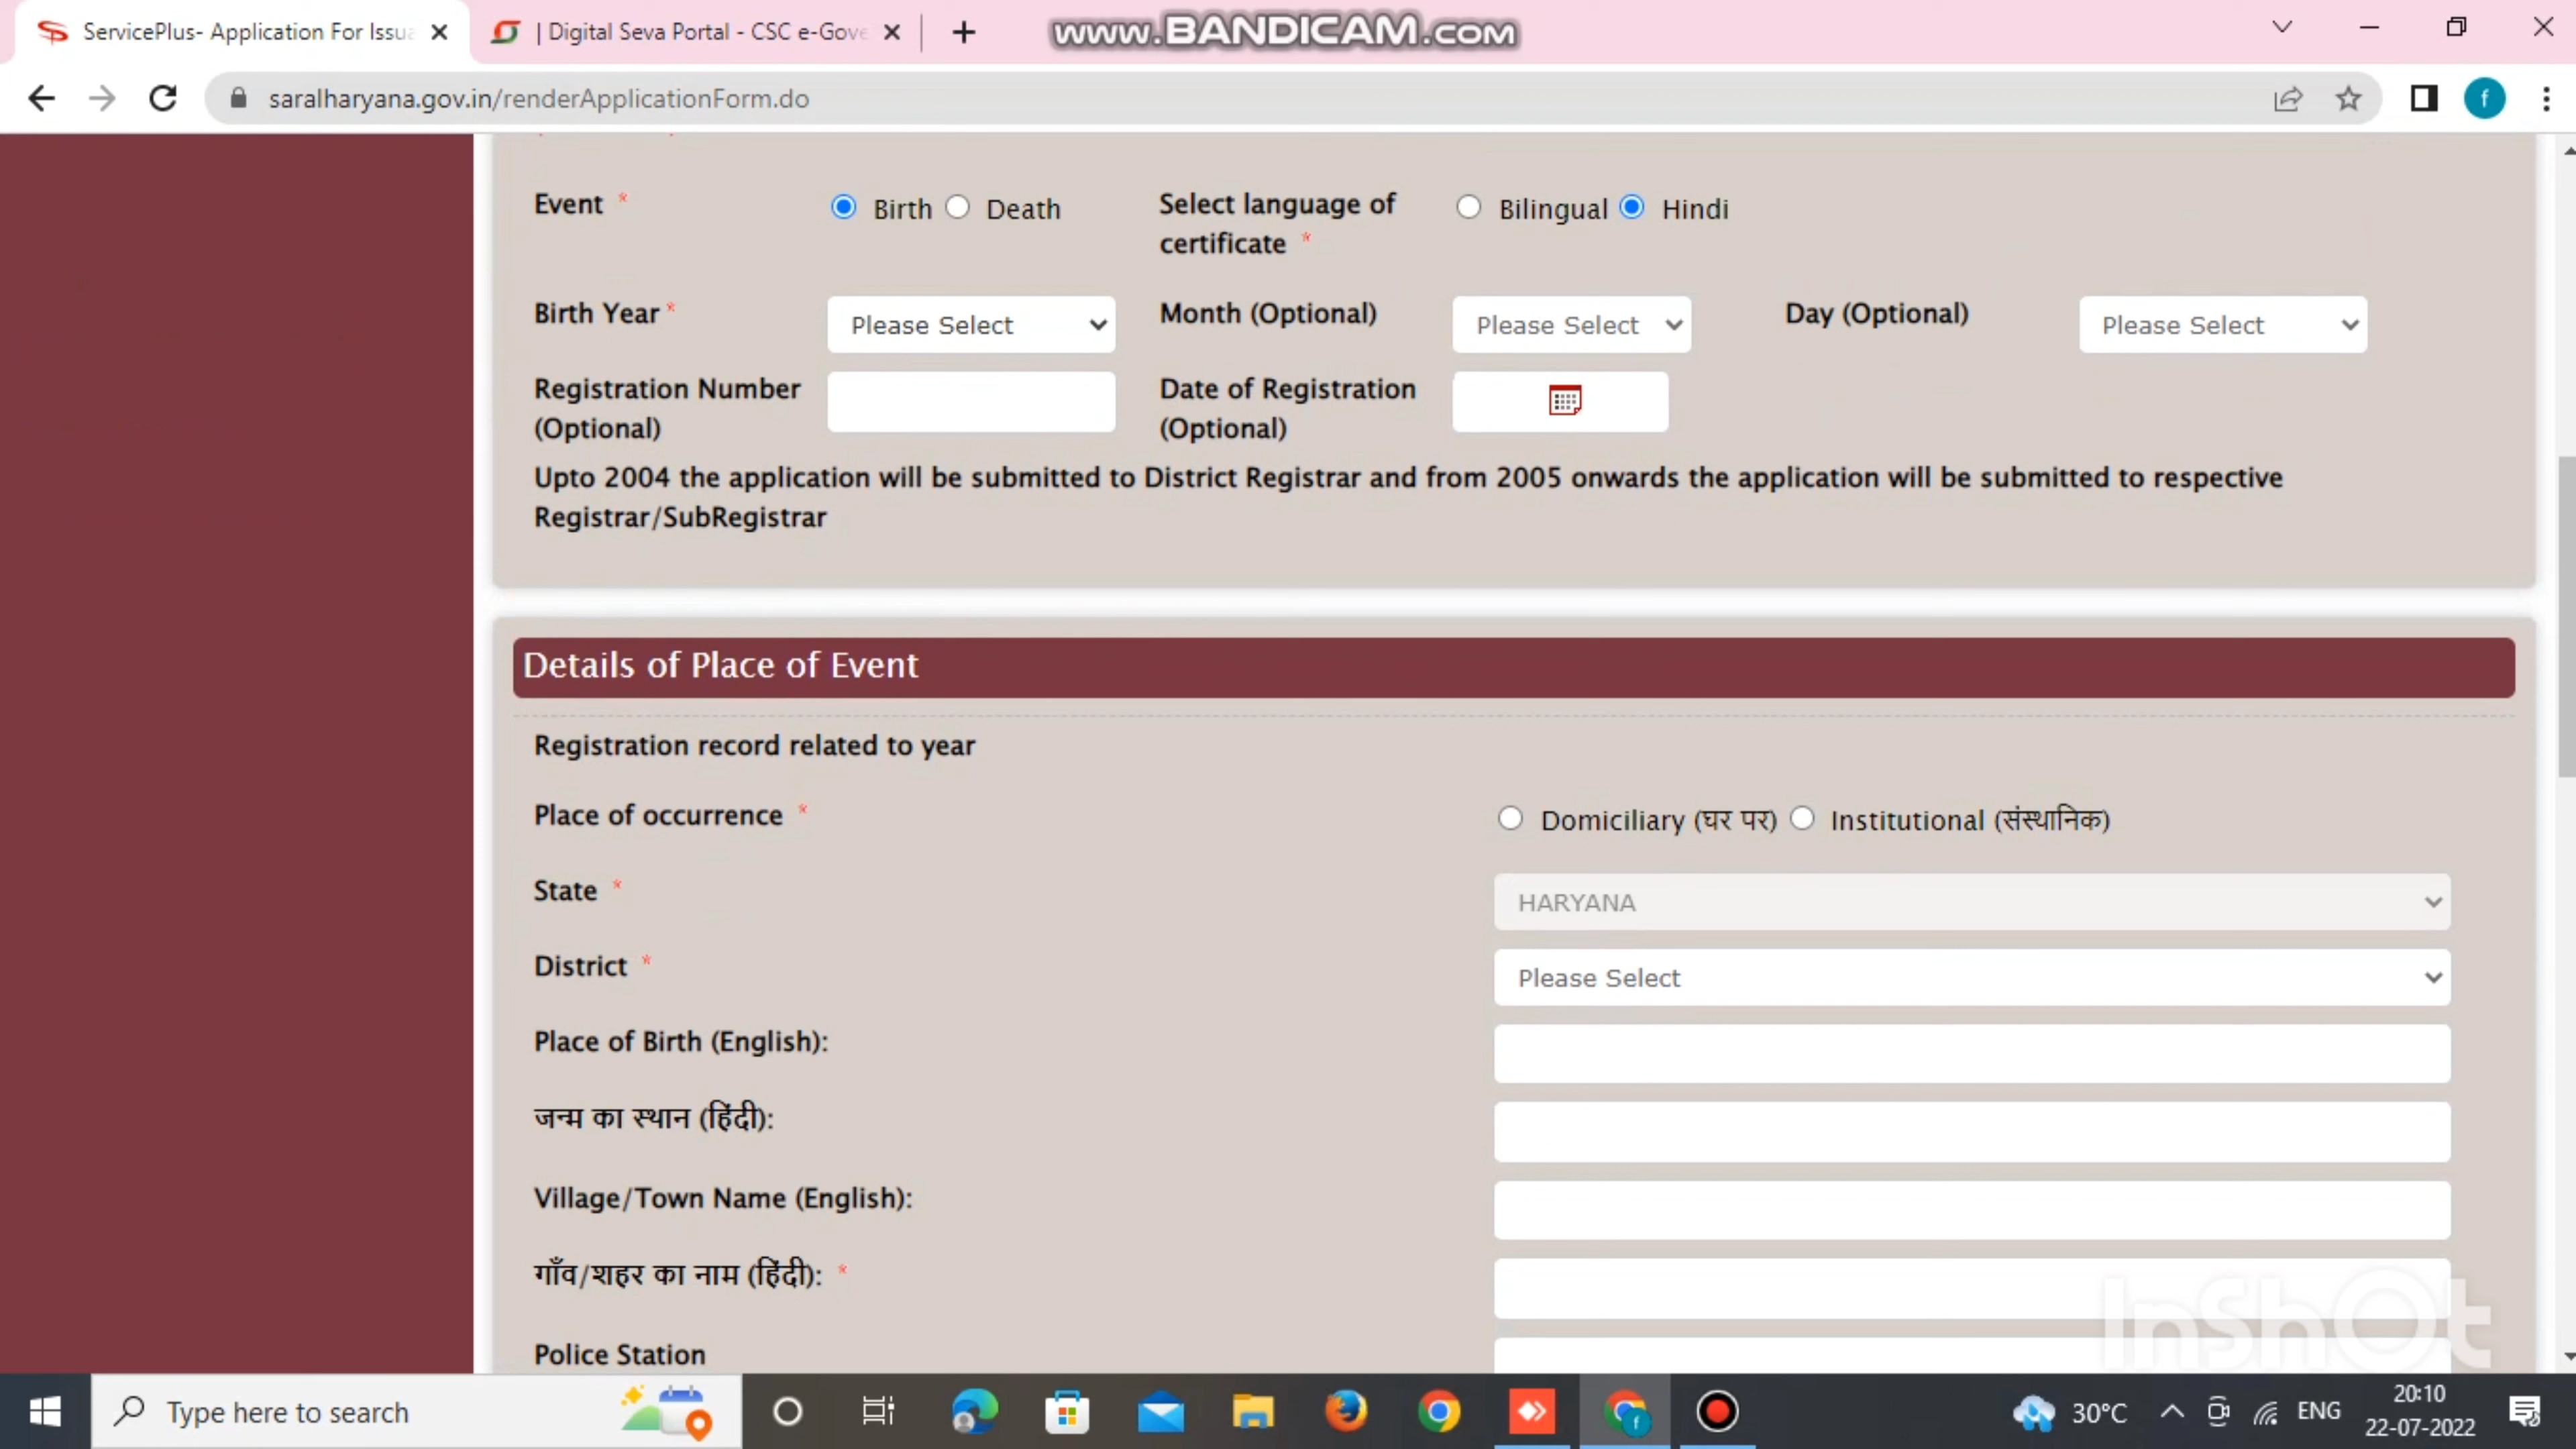 ServicePlus- Application For Issua
| Digital Seva Portal - CSC e-Gove
www.BANDICAM.com
saralharyana.gov.in/renderApplicationForm.do
f
Event * Birth Death Select language of certificate * Bilingual Hindi
Birth Year * Please Select Month (Optional) Please Select Day (Optional) Please Select
Registration Number (Optional) Date of Registration (Optional)
Upto 2004 the application will be submitted to District Registrar and from 2005 onwards the application will be submitted to respective
Registrar/SubRegistrar
Details of Place of Event
Registration record related to year
Place of occurrence * Domiciliary (घर पर) Institutional (संस्थानिक)
State * HARYANA
District * Please Select
Place of Birth (English):
जन्म का स्थान (हिंदी):
Village/Town Name (English):
गाँव/शहर का नाम (हिंदी): *
Police Station
InShOt
Type here to search
f
30°C ENG 20:10
22-07-2022